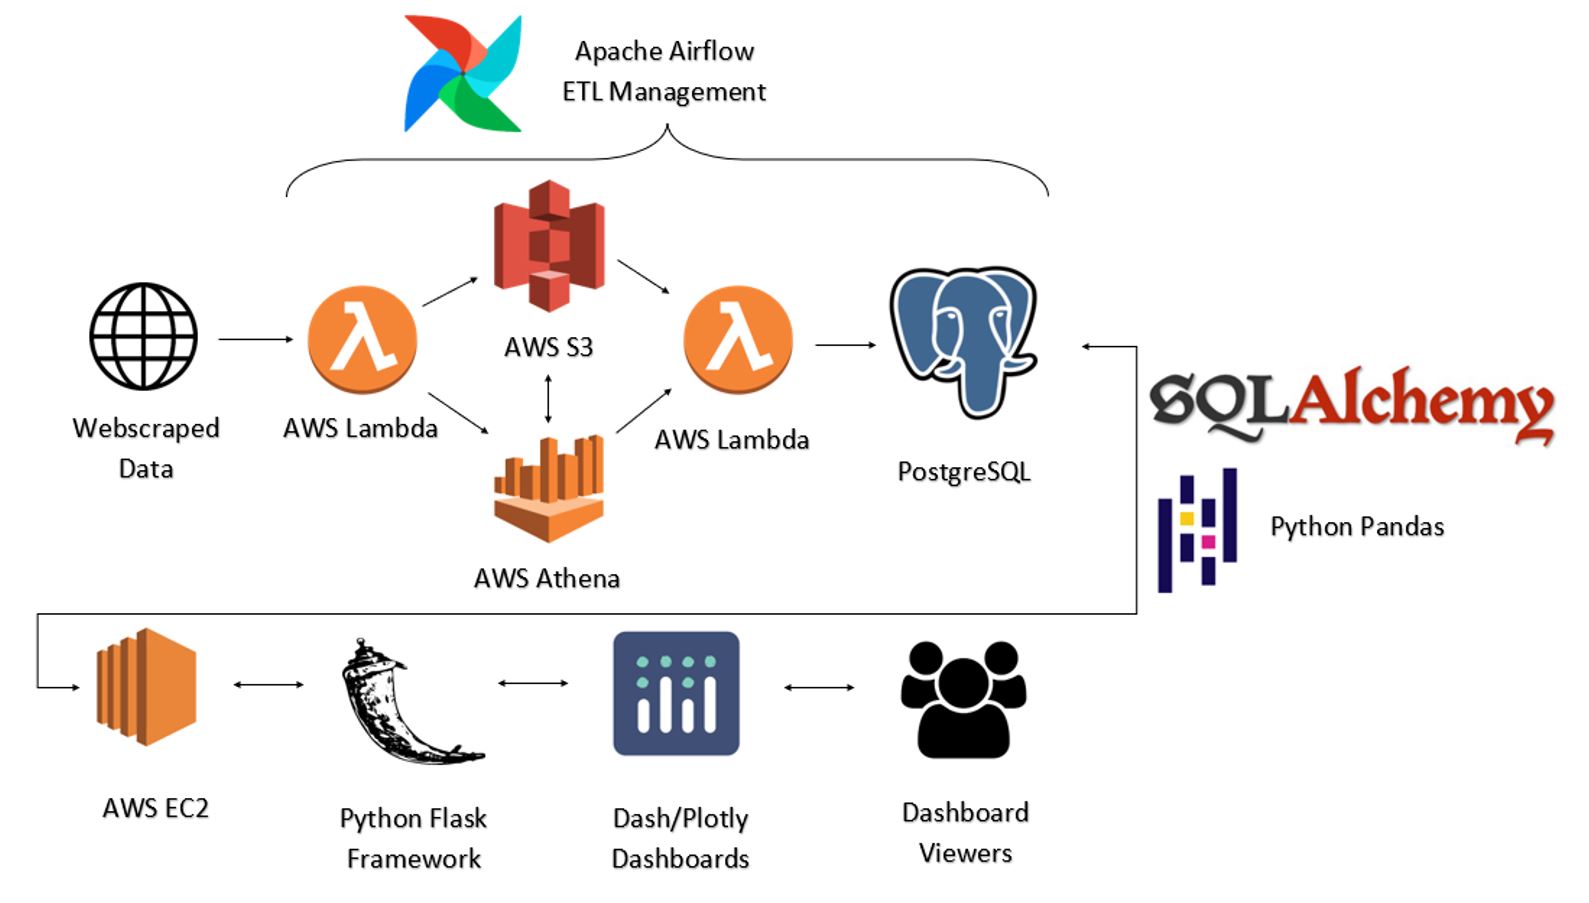 Apache Airflow
ETL Management
AWS S3
Webscraped
Data
AWS Lambda
AWS Lambda
PostgreSQL
AWS Athena
SQLAlchemy
Python Pandas
AWS EC2
Python Flask
Framework
Dash/Plotly
Dashboards
Dashboard
Viewers